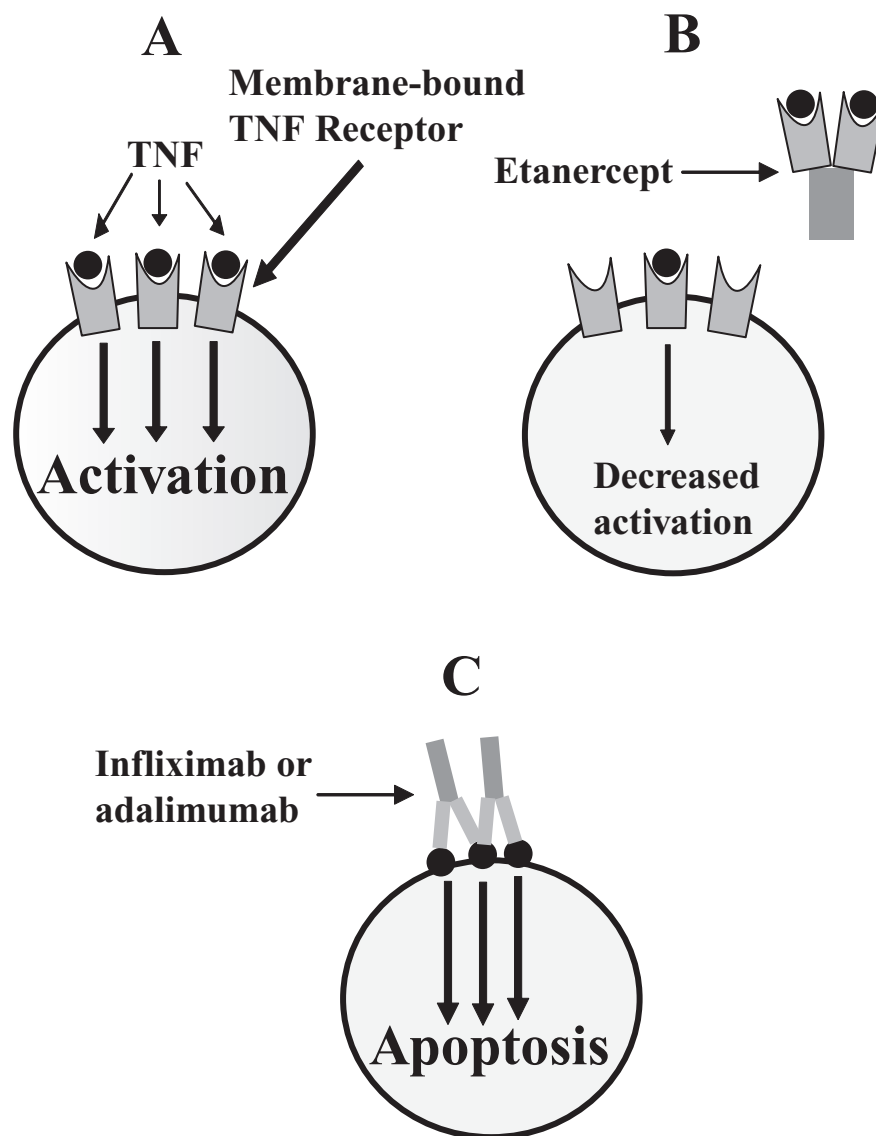 A
Membrane-bound
TNF Receptor
TNF
Activation
B
Etanercept
Decreased
activation
C
Infliximab or
adalimumab
Apoptosis